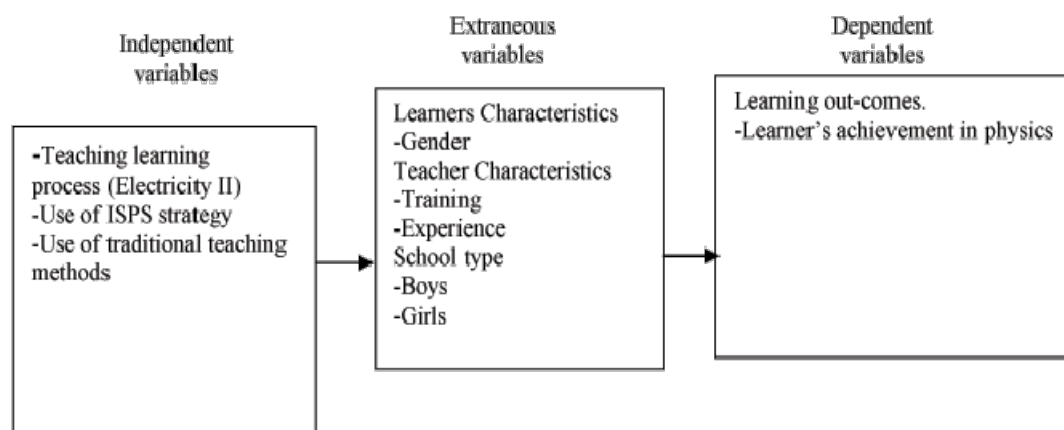 Independent
variables
-Teaching learning
process (Electricity II)
-Use of ISPS strategy
-Use of traditional teaching
methods
Extraneous
variables
Learners Characteristics
-Gender
Teacher Characteristics
-Training
-Experience
School type
-Boys
-Girls
Dependent
variables
Learning out-comes.
-Learner's achievement in physics